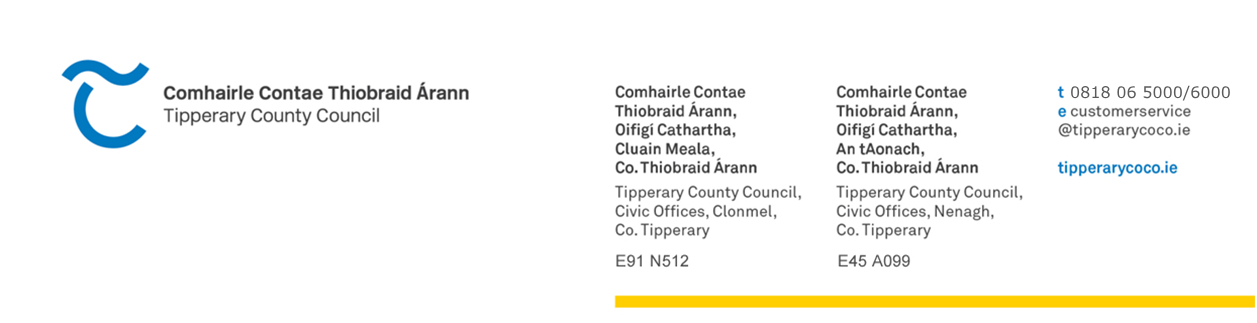 Comhairle Contae Thiobraid Árann
Tipperary County Council
Comhairle Contae
Thiobraid Árann,
Oifigí Cathartha,
Cluain Meala,
Co. Thiobraid Árann
Tipperary County Council,
Civic Offices, Clonmel,
Co. Tipperary
E91 N512
Comhairle Contae
Thiobraid Árann,
Oifigí Cathartha,
An tAonach,
Co. Thiobraid Árann
Tipperary County Council,
Civic Offices, Nenagh,
Co. Tipperary
E45 A099
t 0818 06 5000/6000
e customerservice
@tipperarycoco.ie
tipperarycoco.ie